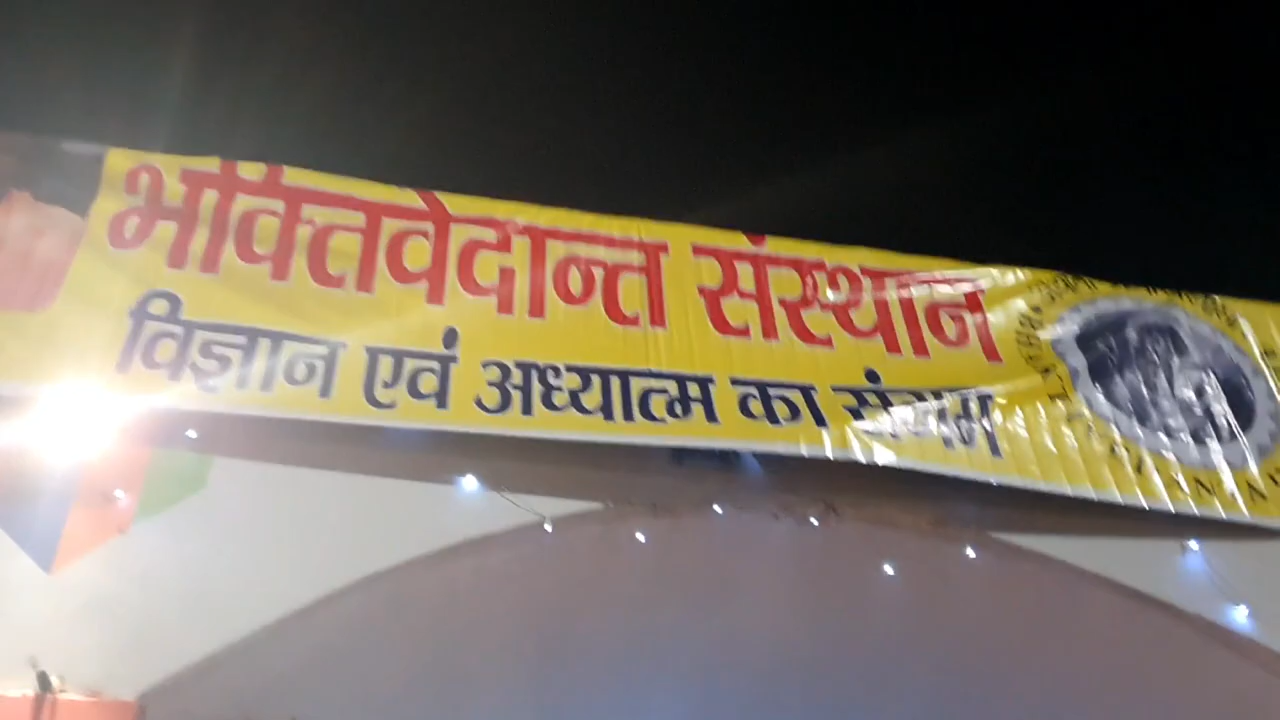 भक्तिवेदान्त संस्थान
विज्ञान एवं अध्यात्म का संगम